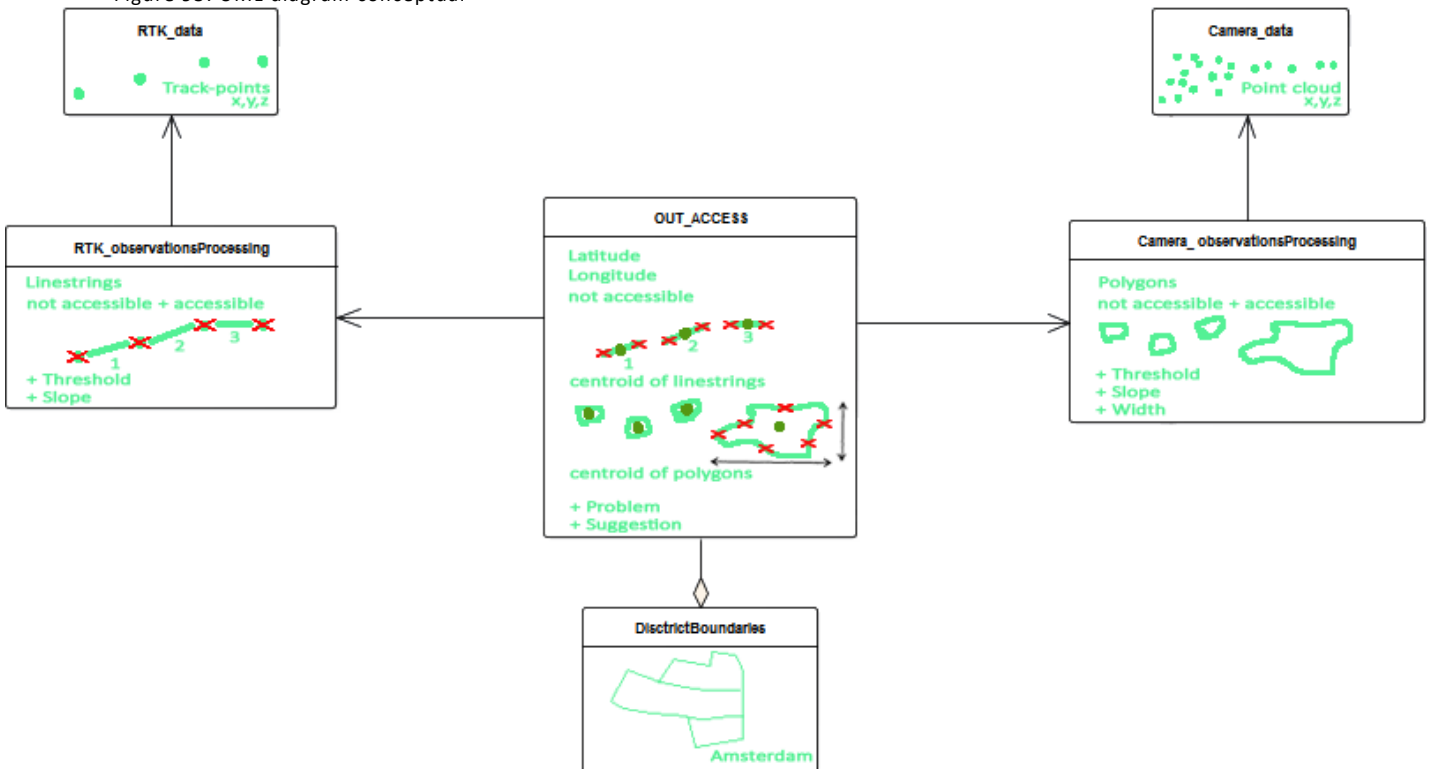 RTK_data
Track-points
x,y,z
Camera_data
Point cloud
x,y,z
RTK_observationsProcessing
Linestrings
not accessible + accessible
1
2
3
+ Threshold
+ Slope
OUT_ACCESS
Latitude
Longitude
not accessible
1
2
3
centroid of linestrings
centroid of polygons
+ Problem
+ Suggestion
Camera_ observationsProcessing
Polygons
not accessible + accessible
+ Threshold
+ Slope
+ Width
DisctrictBoundaries
Amsterdam